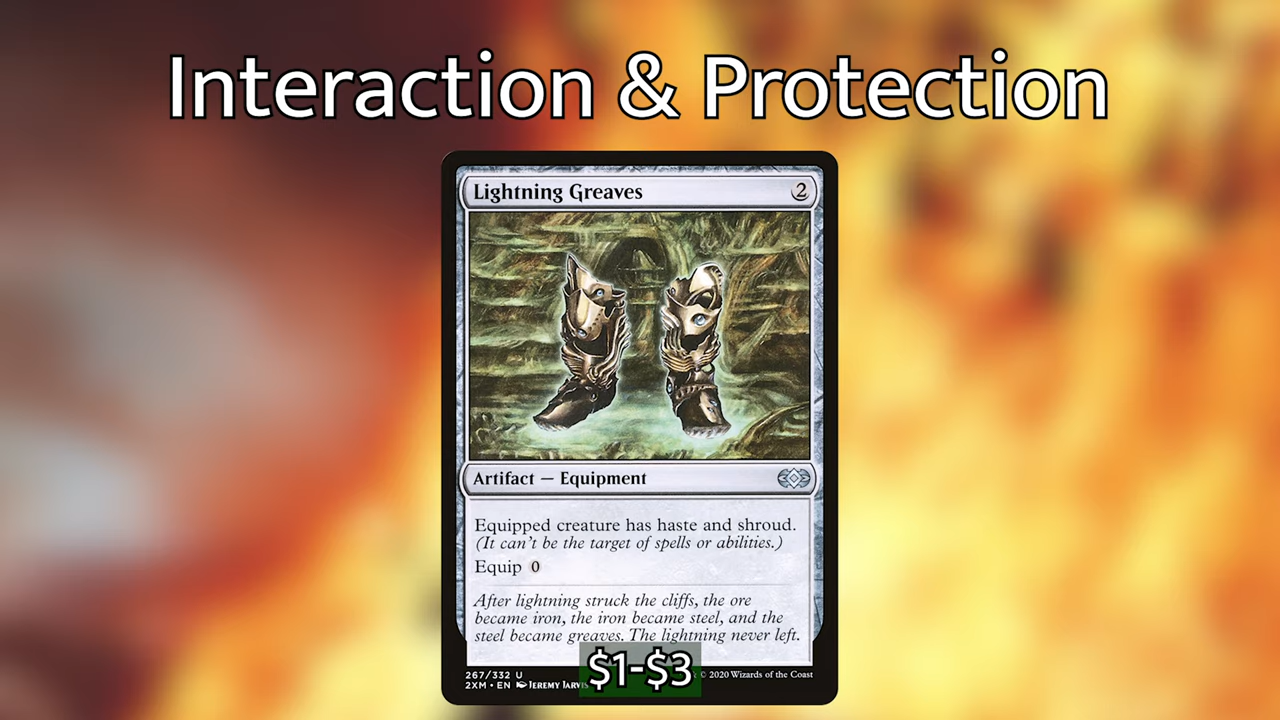 Interaction & Protection
Lightning Greaves 2
Artifact — Equipment
Equipped creature has haste and shroud.
(It can't be the target of spells or abilities.)
Equip 0
After lightning struck the cliffs, the ore
became iron, the iron became steel, and the
steel became greaves. The lightning never left.
$1-$3
267/332 U
2XM • EN JEREMY JARVIS
© 2020 Wizards of the Coast